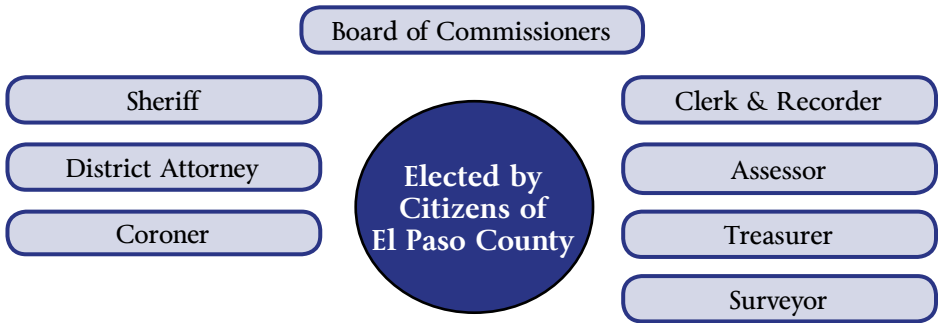 Board of Commissioners
Sheriff
District Attorney
Coroner
Elected by
Citizens of
El Paso County
Clerk & Recorder
Assessor
Treasurer
Surveyor